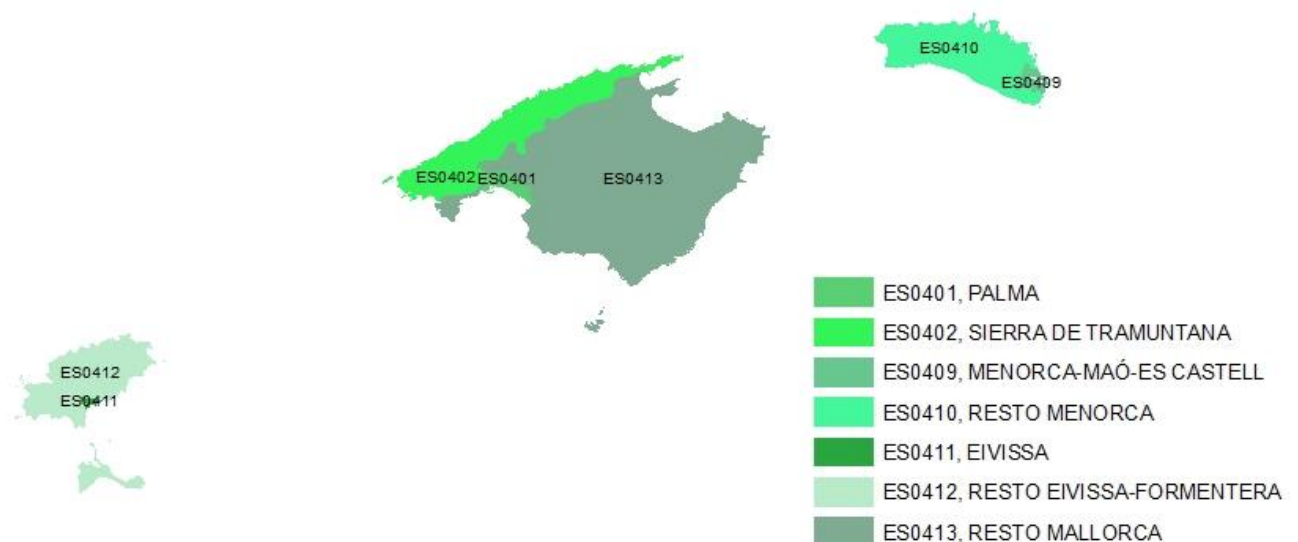 ES0410
ES0409
ES0402
ES0401
ES0413
ES0412
ES0411
ES0401, PALMA
ES0402, SIERRA DE TRAMUNTANA
ES0409, MENORCA-MAÓ-ES CASTELL
ES0410, RESTO MENORCA
ES0411, EIVISSA
ES0412, RESTO EIVISSA-FORMENTERA
ES0413, RESTO MALLORCA